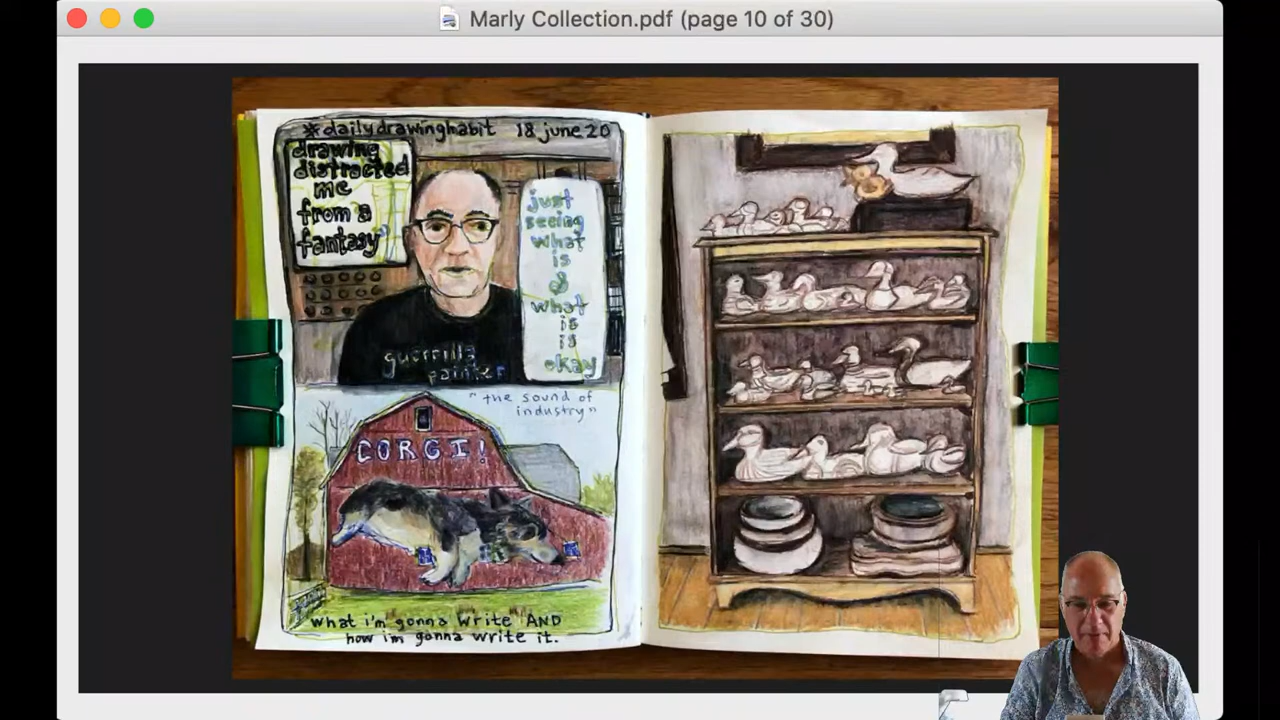 Marly Collection.pdf (page 10 of 30)
#dailydrawinghabit 18 june 20
drawing
distracted
me
from a
fantasy
just
seeing
what
is
&
what
is
is
okay
guerrilla
painter
"the sound of
industry"
CORGI!
what i'm gonna write AND
how im gonna write it.